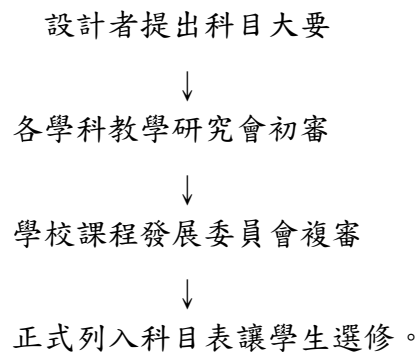 設計者提出科目大要
↓
各學科教學研究會初審
↓
學校課程發展委員會複審
↓
正式列入科目表讓學生選修。